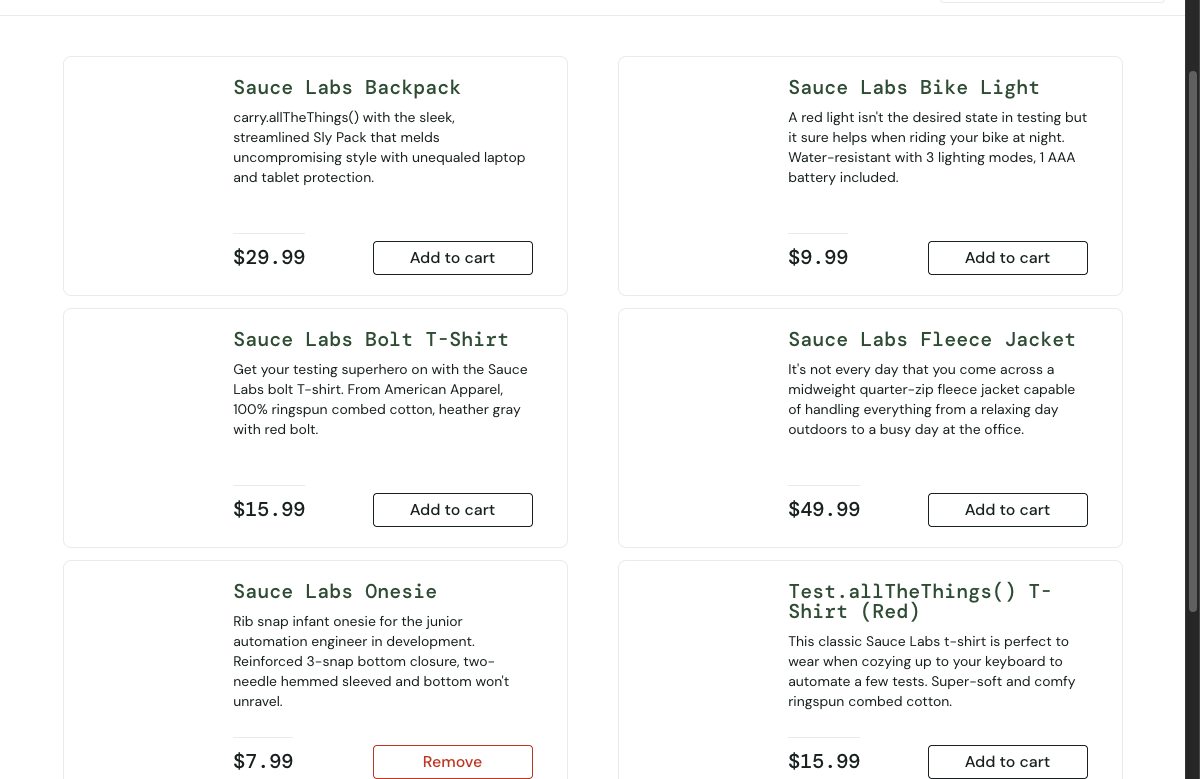 Sauce Labs Backpack
carry.allTheThings() with the sleek,
streamlined Sly Pack that melds
uncompromising style with unequaled laptop
and tablet protection.
$29.99
Add to cart
Sauce Labs Bike Light
A red light isn't the desired state in testing but
it sure helps when riding your bike at night.
Water-resistant with 3 lighting modes, 1 AAA
battery included.
$9.99
Add to cart
Sauce Labs Bolt T-Shirt
Get your testing superhero on with the Sauce
Labs bolt T-shirt. From American Apparel,
100% ringspun combed cotton, heather gray
with red bolt.
$15.99
Add to cart
Sauce Labs Fleece Jacket
It's not every day that you come across a
midweight quarter-zip fleece jacket capable
of handling everything from a relaxing day
outdoors to a busy day at the office.
$49.99
Add to cart
Sauce Labs Onesie
Rib snap infant onesie for the junior
automation engineer in development.
Reinforced 3-snap bottom closure, two-
needle hemmed sleeved and bottom won't
unravel.
$7.99
Remove
Test.allTheThings() T-
Shirt (Red)
This classic Sauce Labs t-shirt is perfect to
wear when cozying up to your keyboard to
automate a few tests. Super-soft and comfy
ringspun combed cotton.
$15.99
Add to cart